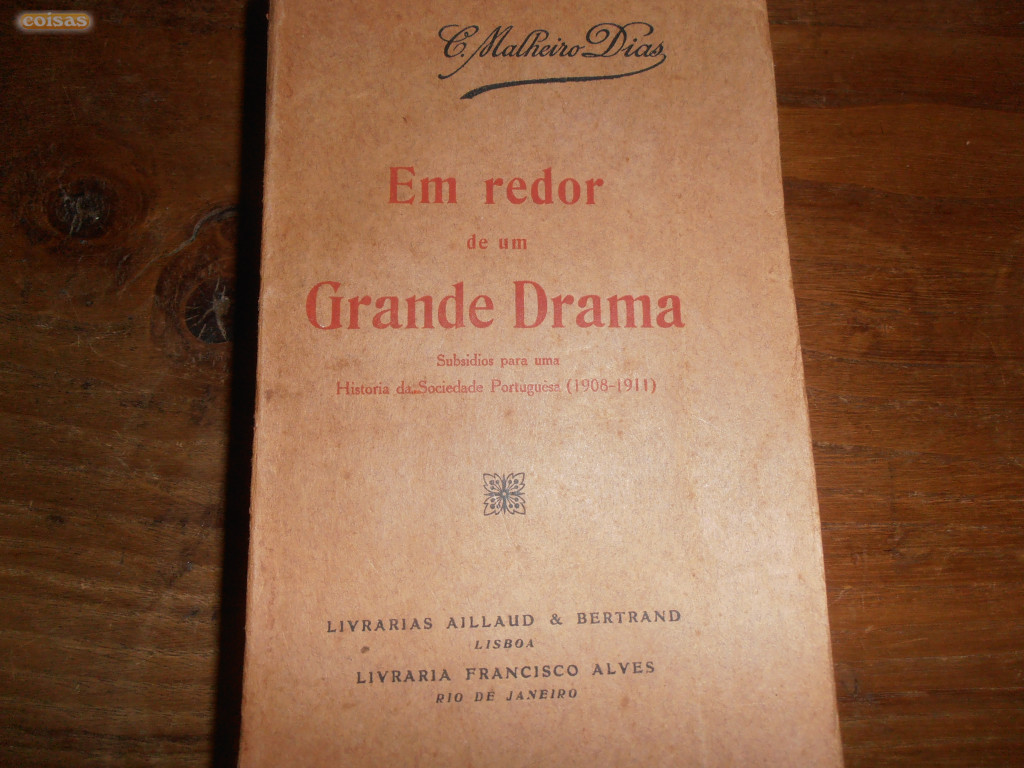 coisas
C. Malheiro-Dias
Em redor
de um
Grande Drama
Subsidios para uma
Historia da Sociedade Portuguêsa (1908-1911)
LIVRARIAS AILLAUD & BERTRAND
LISBOA
LIVRARIA FRANCISCO ALVES
RIO DE JANEIRO